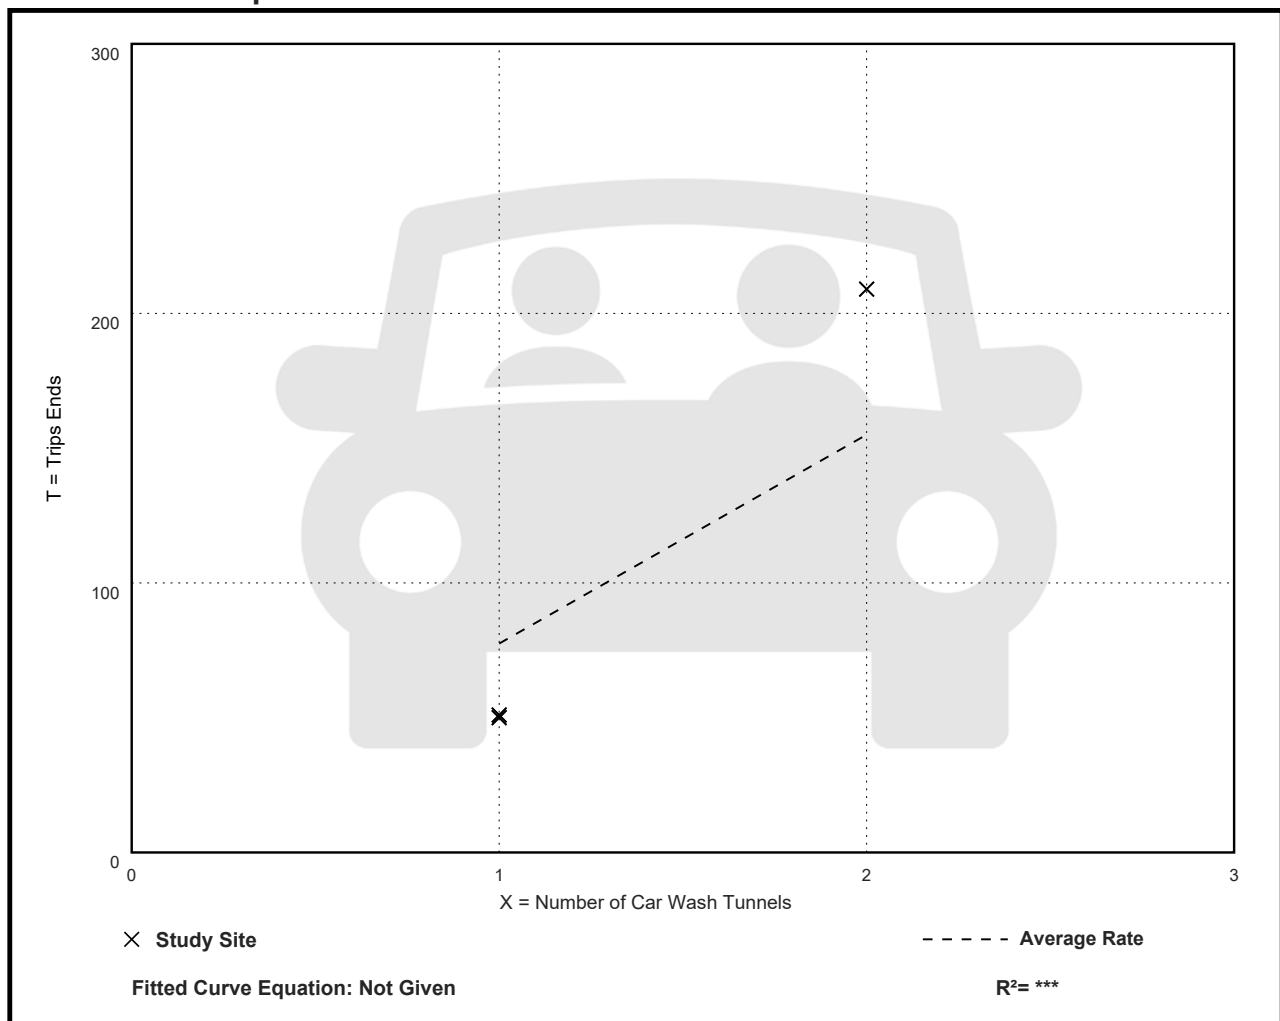 300
200
100
0
T = Trips Ends
0 1 2 3
X = Number of Car Wash Tunnels
Study Site
Average Rate
Fitted Curve Equation: Not Given
R²= ***